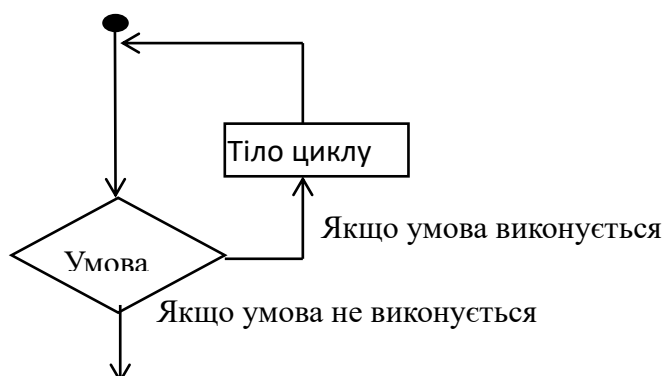 Тіло циклу
Якщо умова виконується
Умова
Якщо умова не виконується